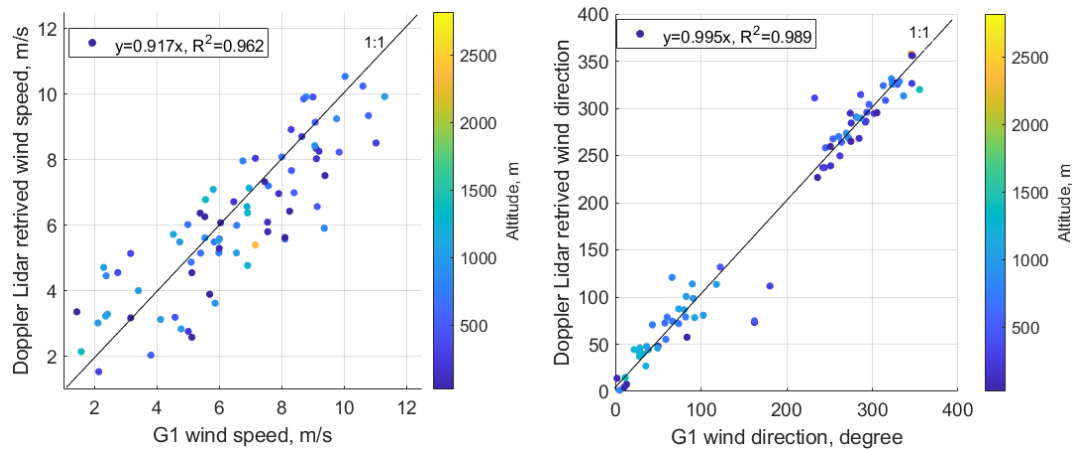 12
10
8
6
4
2
2 4 6 8 10 12
Doppler Lidar retrived wind speed, m/s
G1 wind speed, m/s
y=0.917x, R²=0.962
1:1
2500
2000
1500
1000
500
Altitude, m
400
350
300
250
200
150
100
50
0
0 100 200 300 400
Doppler Lidar retrived wind direction
G1 wind direction, degree
y=0.995x, R²=0.989
1:1
2500
2000
1500
1000
500
Altitude, m